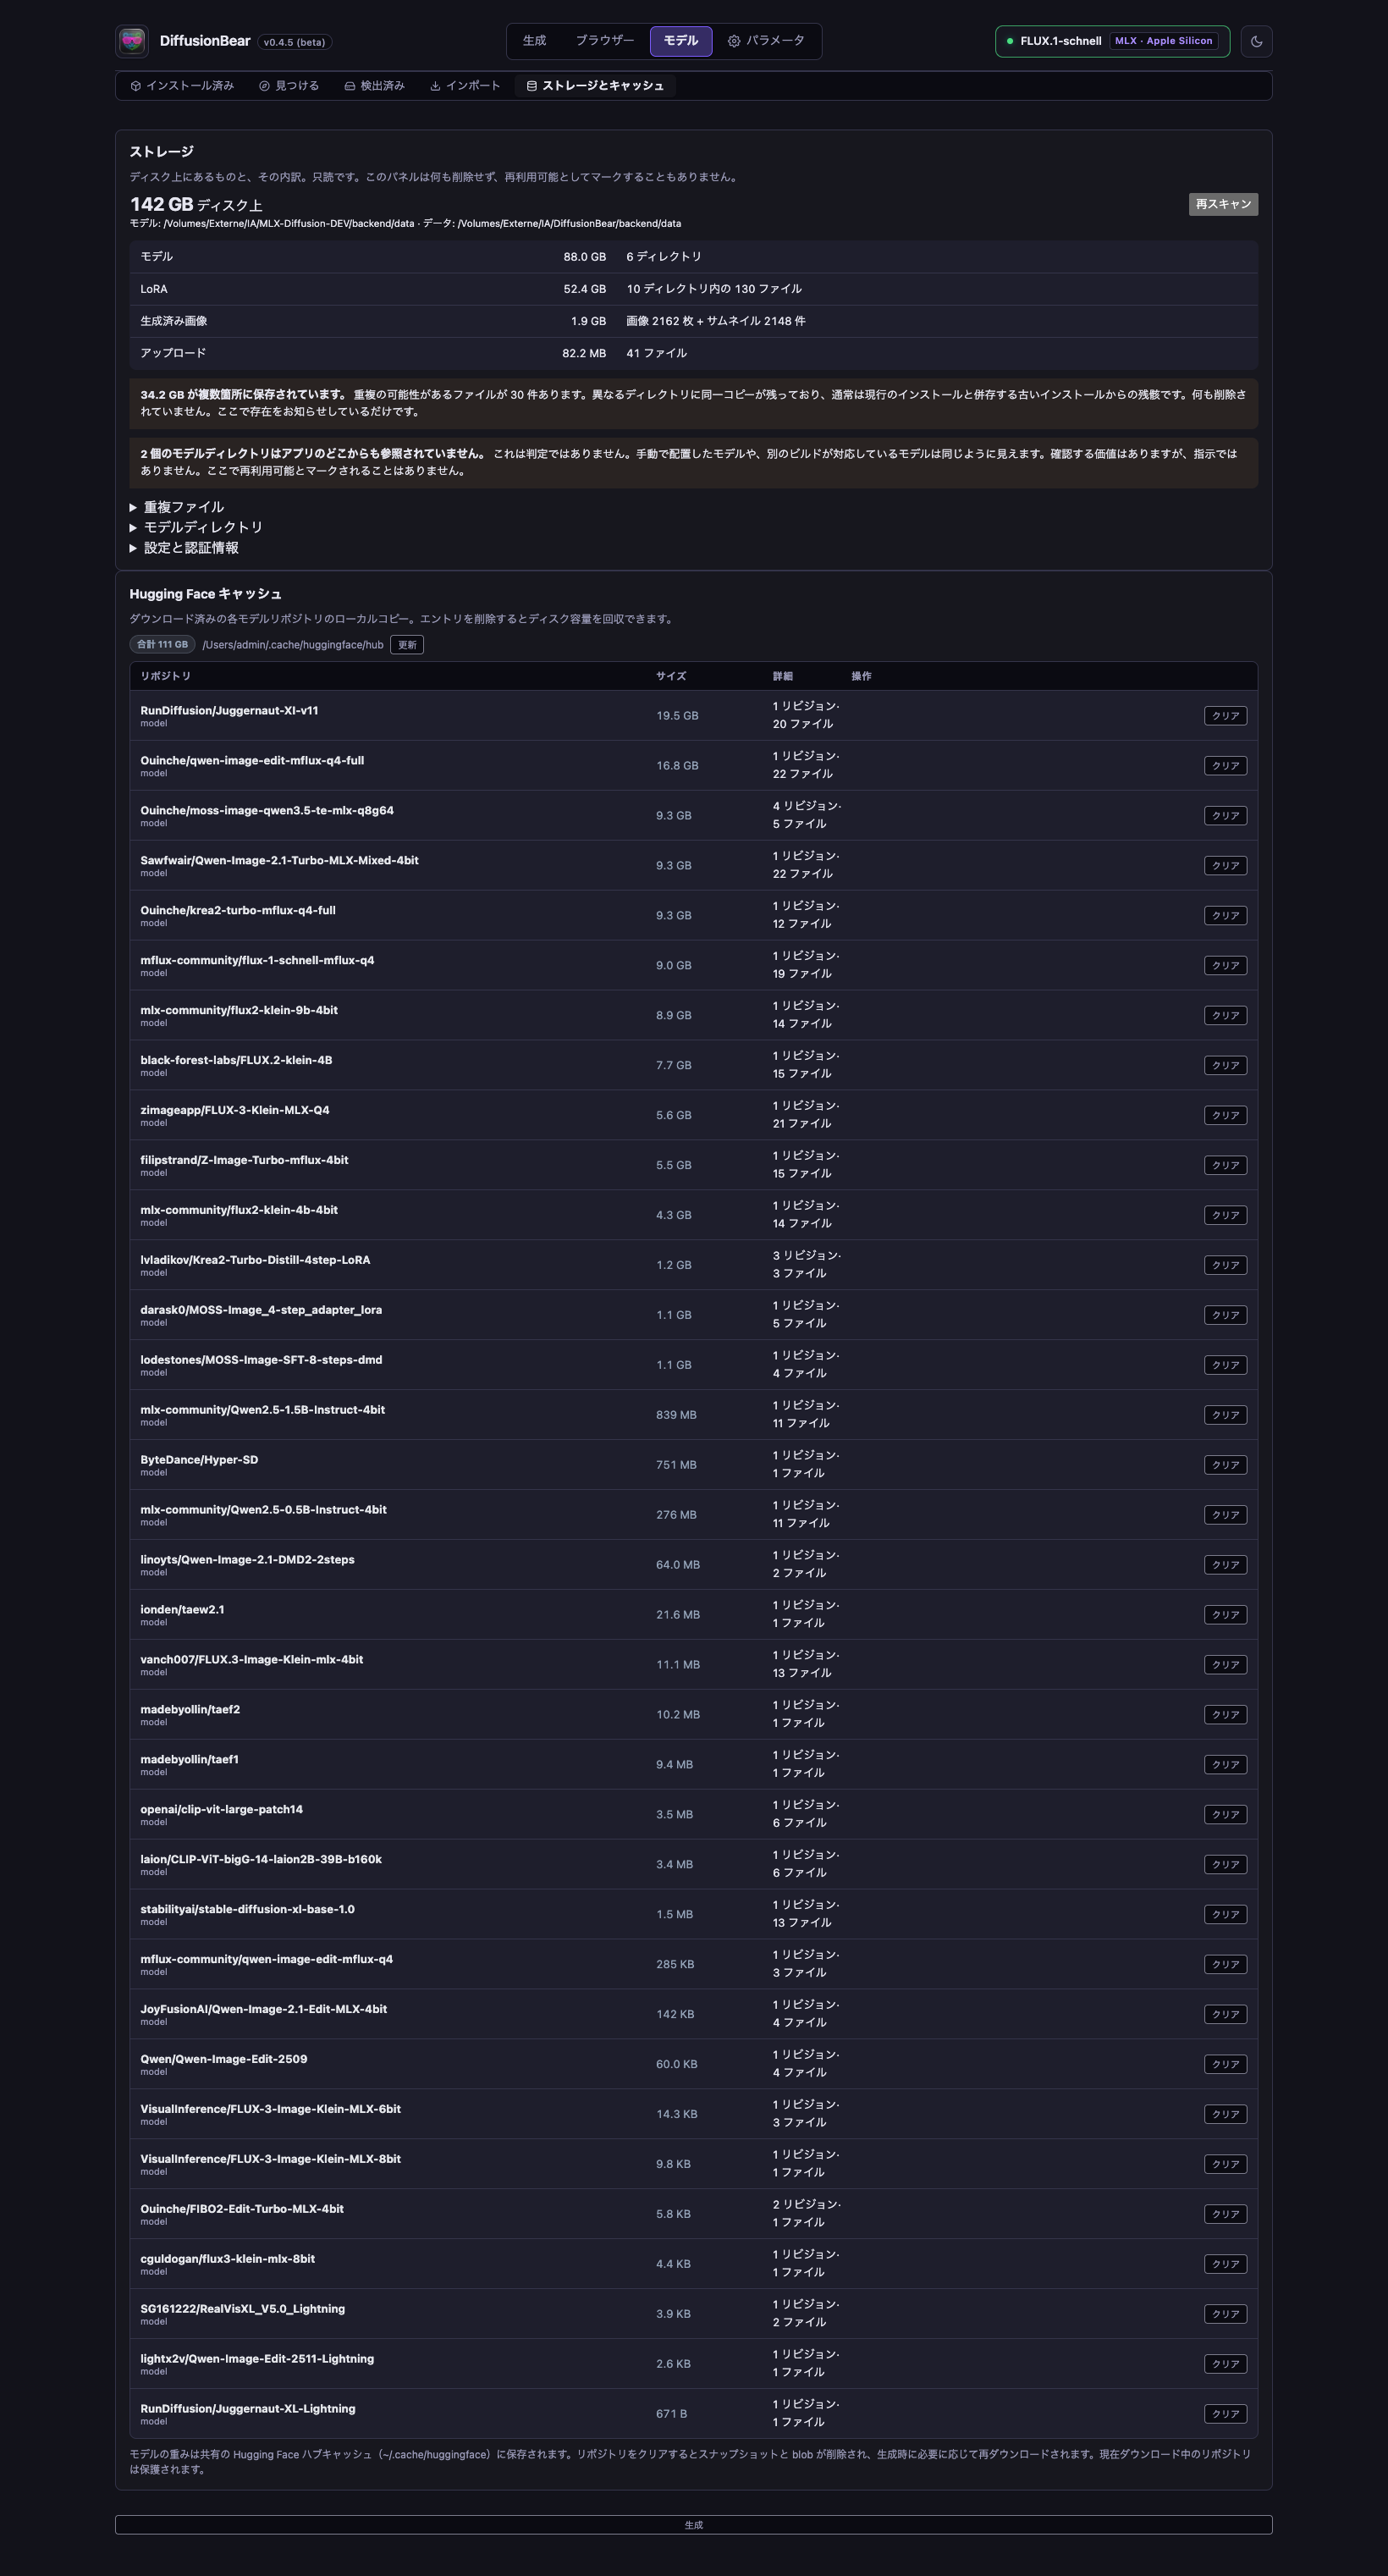 DiffusionBear v0.4.5 (beta)
生成 ブラウザー モデル パラメータ
FLUX.1-schnell MLX · Apple Silicon
インストール済み 見つける 検出済み インポート ストレージとキャッシュ
ストレージ
ディスク上にあるものと、その内訳。只読です。このパネルは何も削除せず、再利用可能としてマークすることもありません。
142 GB ディスク上
再スキャン
モデル: /Volumes/Externe/IA/MLX-Diffusion-DEV/backend/data · データ: /Volumes/Externe/IA/DiffusionBear/backend/data
モデル 88.0 GB 6 ディレクトリ
LoRA 52.4 GB 10 ディレクトリ内の 130 ファイル
生成済み画像 1.9 GB 画像 2162 枚 + サムネイル 2148 件
アップロード 82.2 MB 41 ファイル
34.2 GB が複数箇所に保存されています。 重複の可能性があるファイルが 30 件あります。異なるディレクトリに同一コピーが残っており、通常は現行のインストールと併存する古いインストールからの残骸です。何も削除さ
れていません。ここで存在をお知らせしているだけです。
2 個のモデルディレクトリはアプリのどこからも参照されていません。 これは判定ではありません。手動で配置したモデルや、別のビルドが対応しているモデルは同じように見えます。確認する価値はありますが、指示では
ありません。ここで再利用可能とマークされることはありません。
重複ファイル
モデルディレクトリ
設定と認証情報
Hugging Face キャッシュ
ダウンロード済みの各モデルリポジトリのローカルコピー。エントリを削除するとディスク容量を回収できます。
合計 111 GB /Users/admin/.cache/huggingface/hub 更新
リポジトリ サイズ 詳細 操作
RunDiffusion/Juggernaut-XI-v11
model
19.5 GB
1 リビジョン·
20 ファイル
クリア
Ouinche/qwen-image-edit-mflux-q4-full
model
16.8 GB
1 リビジョン·
22 ファイル
クリア
Ouinche/moss-image-qwen3.5-te-mlx-q8g64
model
9.3 GB
4 リビジョン·
5 ファイル
クリア
Sawfwair/Qwen-Image-2.1-Turbo-MLX-Mixed-4bit
model
9.3 GB
1 リビジョン·
22 ファイル
クリア
Ouinche/krea2-turbo-mflux-q4-full
model
9.3 GB
1 リビジョン·
12 ファイル
クリア
mflux-community/flux-1-schnell-mflux-q4
model
9.0 GB
1 リビジョン·
19 ファイル
クリア
mlx-community/flux2-klein-9b-4bit
model
8.9 GB
1 リビジョン·
14 ファイル
クリア
black-forest-labs/FLUX.2-klein-4B
model
7.7 GB
1 リビジョン·
15 ファイル
クリア
zimageapp/FLUX-3-Klein-MLX-Q4
model
5.6 GB
1 リビジョン·
21 ファイル
クリア
filipstrand/Z-Image-Turbo-mflux-4bit
model
5.5 GB
1 リビジョン·
15 ファイル
クリア
mlx-community/flux2-klein-4b-4bit
model
4.3 GB
1 リビジョン·
14 ファイル
クリア
lvladikov/Krea2-Turbo-Distill-4step-LoRA
model
1.2 GB
3 リビジョン·
3 ファイル
クリア
darask0/MOSS-Image_4-step_adapter_lora
model
1.1 GB
1 リビジョン·
5 ファイル
クリア
lodestones/MOSS-Image-SFT-8-steps-dmd
model
1.1 GB
1 リビジョン·
4 ファイル
クリア
mlx-community/Qwen2.5-1.5B-Instruct-4bit
model
839 MB
1 リビジョン·
11 ファイル
クリア
ByteDance/Hyper-SD
model
751 MB
1 リビジョン·
1 ファイル
クリア
mlx-community/Qwen2.5-0.5B-Instruct-4bit
model
276 MB
1 リビジョン·
11 ファイル
クリア
linoyts/Qwen-Image-2.1-DMD2-2steps
model
64.0 MB
1 リビジョン·
2 ファイル
クリア
ionden/taew2.1
model
21.6 MB
1 リビジョン·
1 ファイル
クリア
vanch007/FLUX.3-Image-Klein-mlx-4bit
model
11.1 MB
1 リビジョン·
13 ファイル
クリア
madebyollin/taef2
model
10.2 MB
1 リビジョン·
1 ファイル
クリア
madebyollin/taef1
model
9.4 MB
1 リビジョン·
1 ファイル
クリア
openai/clip-vit-large-patch14
model
3.5 MB
1 リビジョン·
6 ファイル
クリア
laion/CLIP-ViT-bigG-14-laion2B-39B-b160k
model
3.4 MB
1 リビジョン·
6 ファイル
クリア
stabilityai/stable-diffusion-xl-base-1.0
model
1.5 MB
1 リビジョン·
13 ファイル
クリア
mflux-community/qwen-image-edit-mflux-q4
model
285 KB
1 リビジョン·
3 ファイル
クリア
JoyFusionAI/Qwen-Image-2.1-Edit-MLX-4bit
model
142 KB
1 リビジョン·
4 ファイル
クリア
Qwen/Qwen-Image-Edit-2509
model
60.0 KB
1 リビジョン·
4 ファイル
クリア
VisualInference/FLUX-3-Image-Klein-MLX-6bit
model
14.3 KB
1 リビジョン·
3 ファイル
クリア
VisualInference/FLUX-3-Image-Klein-MLX-8bit
model
9.8 KB
1 リビジョン·
1 ファイル
クリア
Ouinche/FIBO2-Edit-Turbo-MLX-4bit
model
5.8 KB
2 リビジョン·
1 ファイル
クリア
cguldogan/flux3-klein-mlx-8bit
model
4.4 KB
1 リビジョン·
1 ファイル
クリア
SG161222/RealVisXL_V5.0_Lightning
model
3.9 KB
1 リビジョン·
2 ファイル
クリア
lightx2v/Qwen-Image-Edit-2511-Lightning
model
2.6 KB
1 リビジョン·
1 ファイル
クリア
RunDiffusion/Juggernaut-XL-Lightning
model
671 B
1 リビジョン·
1 ファイル
クリア
モデルの重みは共有の Hugging Face ハブキャッシュ（~/.cache/huggingface）に保存されます。リポジトリをクリアするとスナップショットと blob が削除され、生成時に必要に応じて再ダウンロードされます。現在ダウンロード中のリポジトリ
は保護されます。
生成